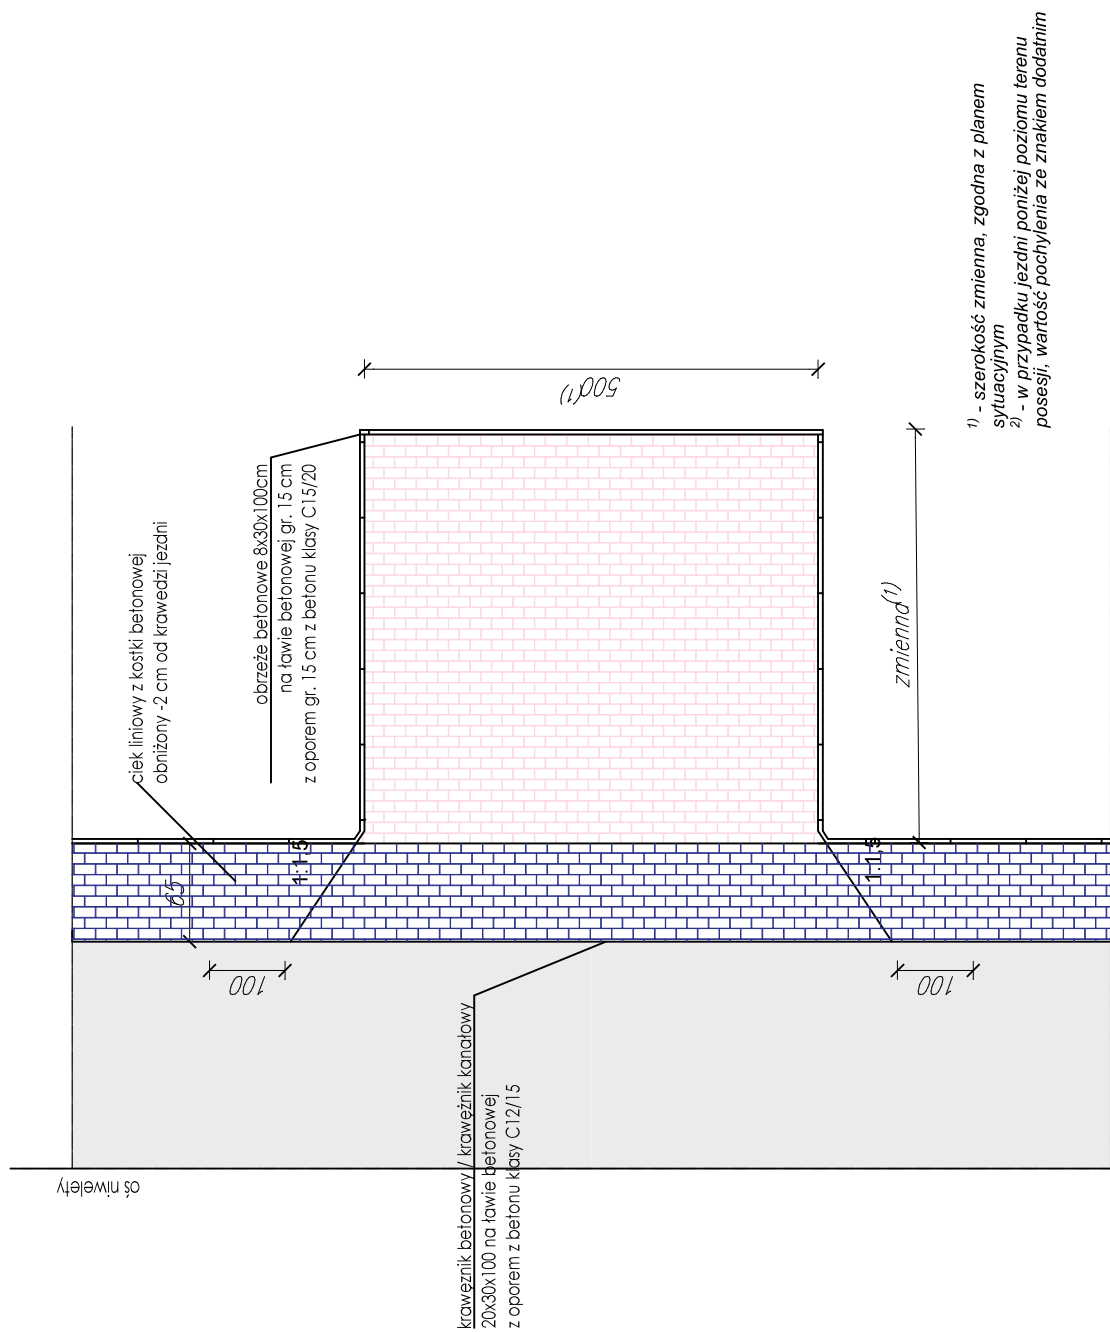 ciek liniowy z kostki betonowej
obniżony -2 cm od krawedzi jezdni
obrzeże betonowe 8x30x100cm
na ławie betonowej gr. 15 cm
z oporem gr. 15 cm z betonu klasy C15/20
500(1)
1) - szerokość zmienna, zgodna z planem
sytuacyjnym
2) - w przypadku jezdni poniżej poziomu terenu
posesji, wartość pochylenia ze znakiem dodatnim
zmienna(1)
65
1:1,5
1:1,5
100
100
krawężnik betonowy / krawężnik kanałowy
20x30x100 na ławie betonowej
z oporem z betonu klasy C12/15
oś niwelety